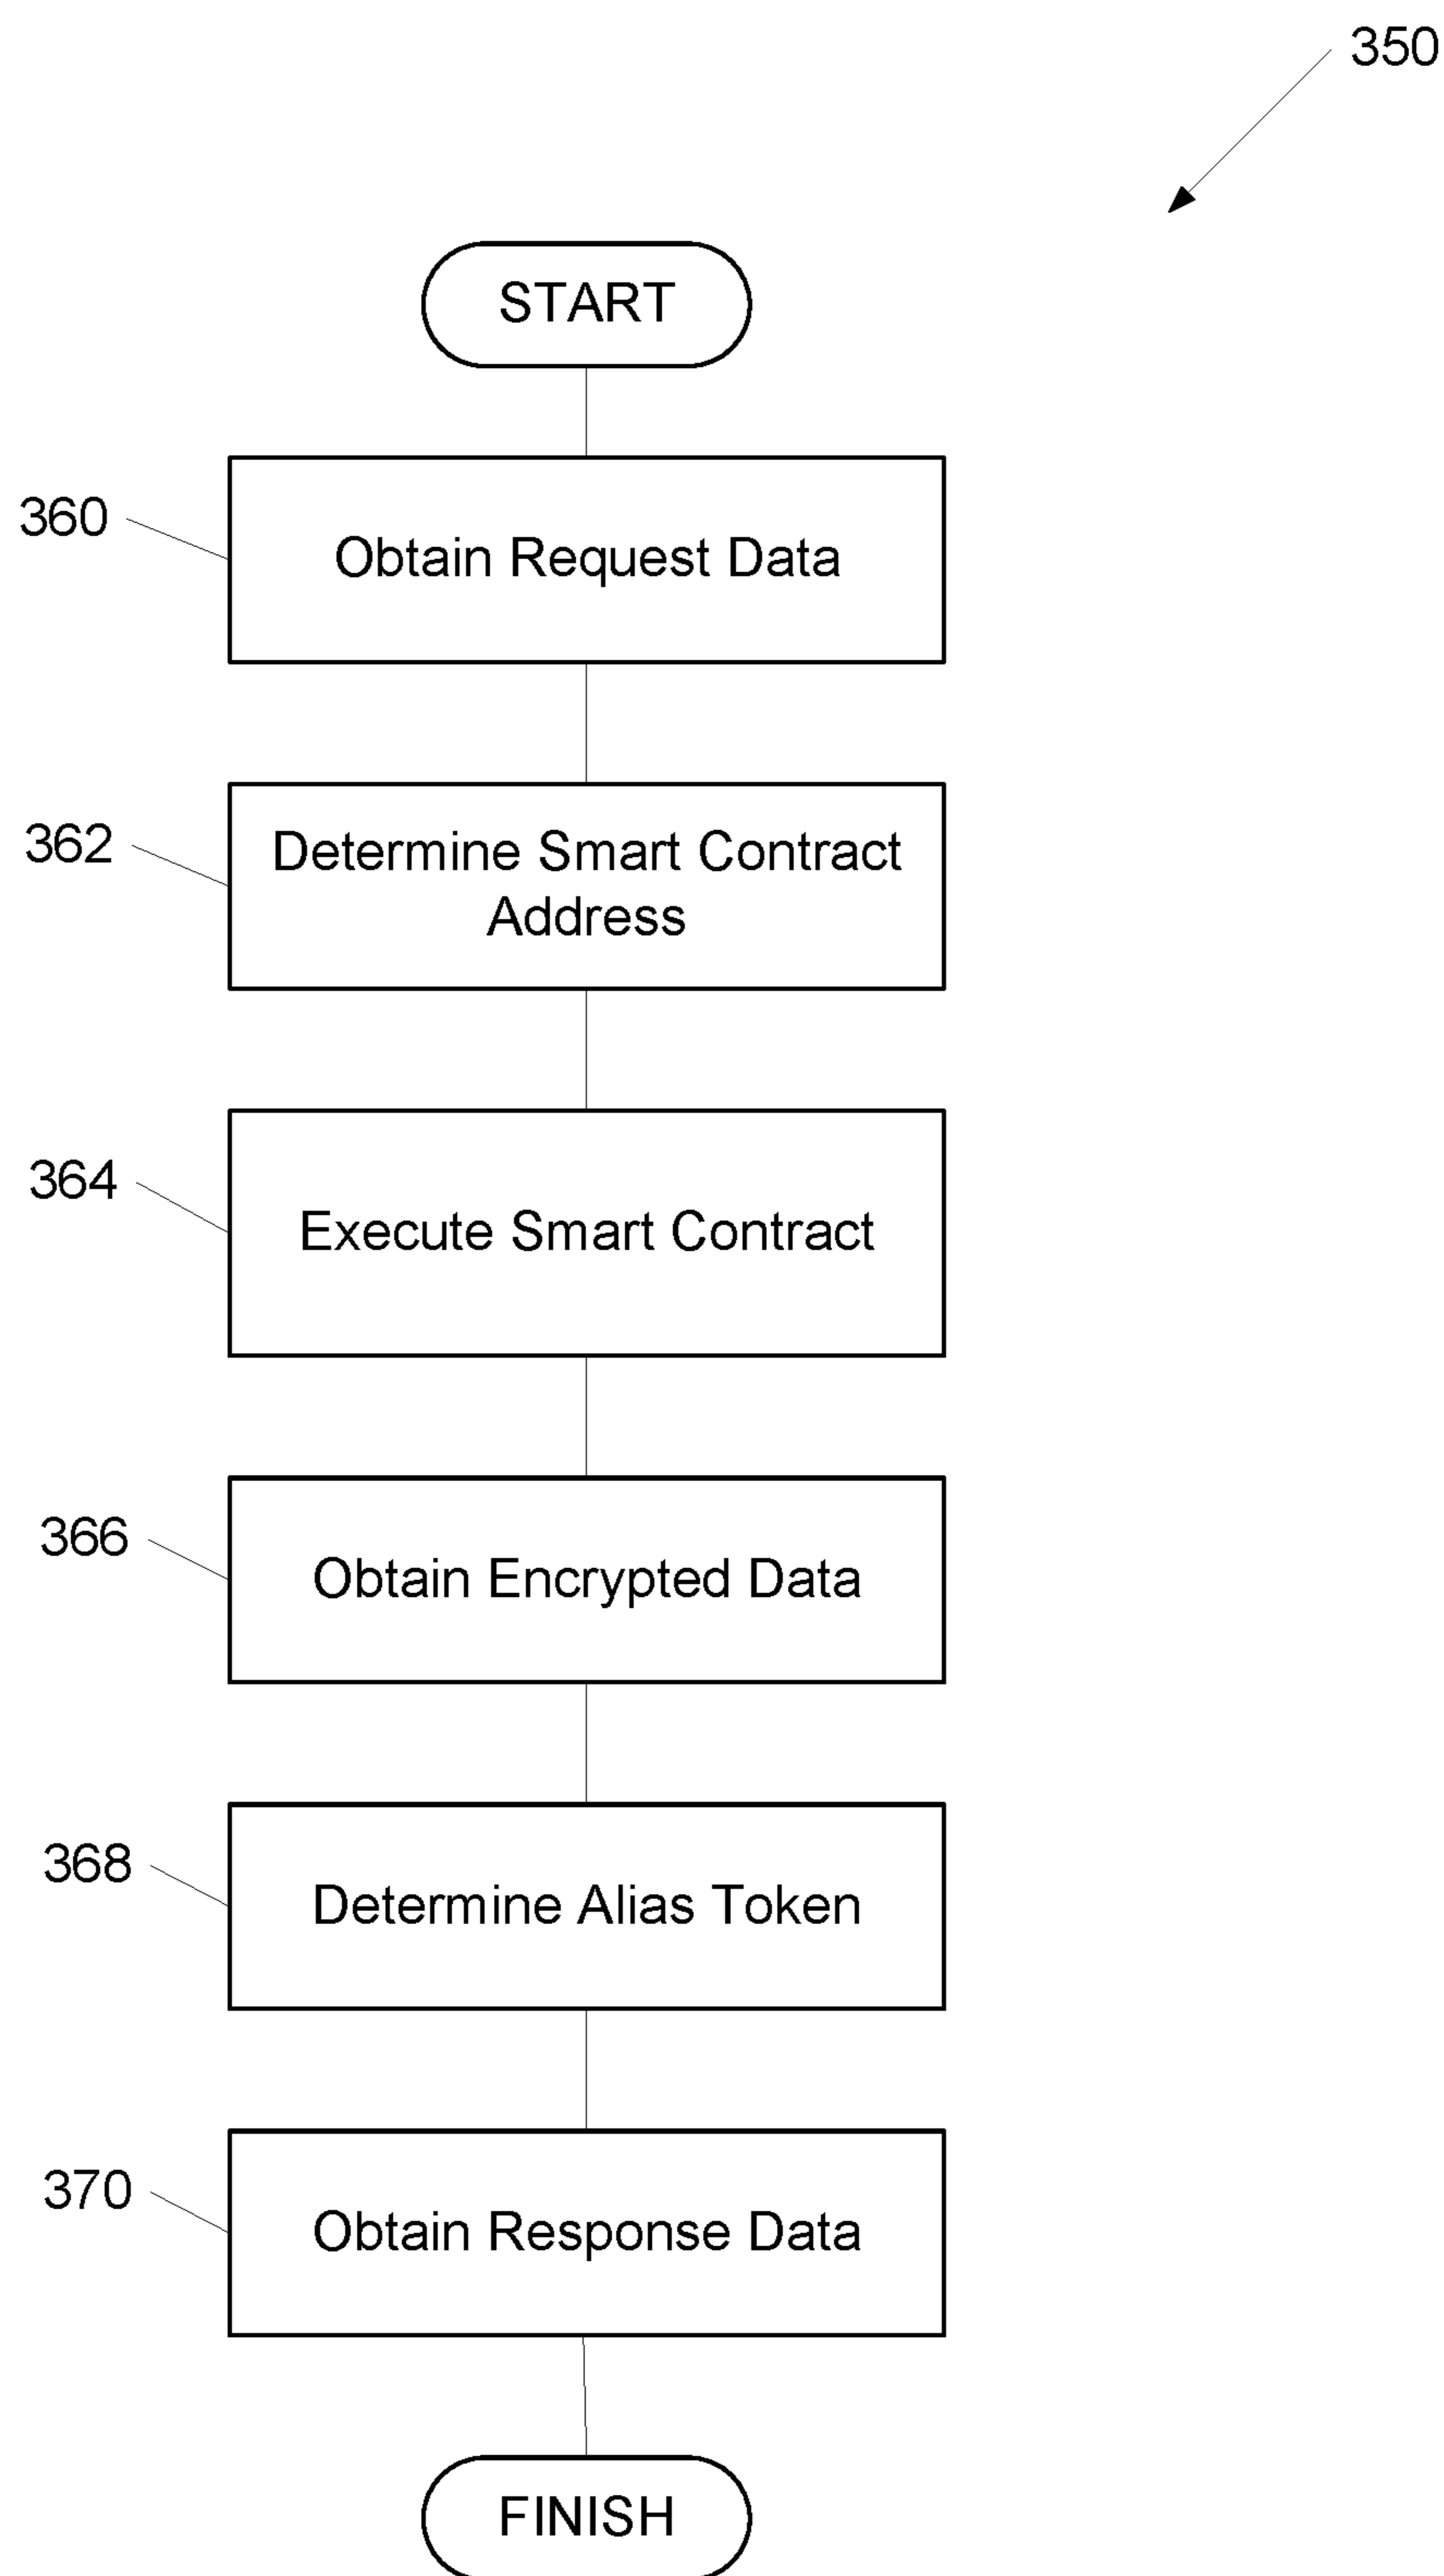 350
START
360
Obtain Request Data
362
Determine Smart Contract
Address
364
Execute Smart Contract
366
Obtain Encrypted Data
368
Determine Alias Token
370
Obtain Response Data
FINISH